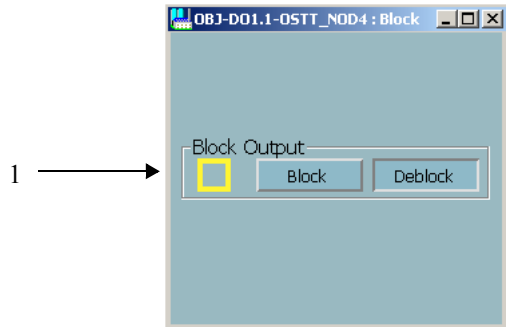 OBJ-DO1.1-OSTT_NOD4 : Block
Block Output
1
Block Deblock